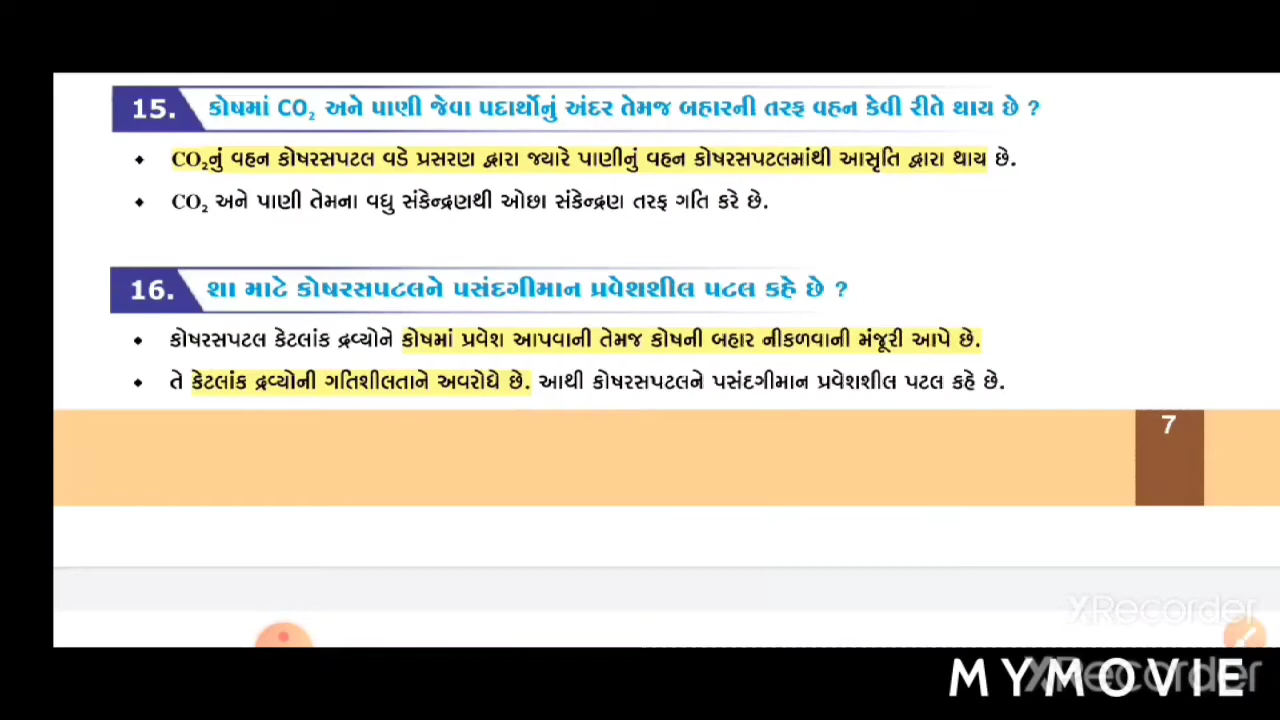 15. કોષમાં CO₂ અને પાણી જેવા પદાર્થોનું અંદર તેમજ બહારની તરફ વહન કેવી રીતે થાય છે ?
♦ CO₂નું વહન કોષરસપટલ વડે પ્રસરણ દ્વારા જ્યારે પાણીનું વહન કોષરસપટલમાંથી આસૃતિ દ્વારા થાય છે.
♦ CO₂ અને પાણી તેમના વધુ સંકેન્દ્રણથી ઓછા સંકેન્દ્રણ તરફ ગતિ કરે છે.
16. શા માટે કોષરસપટલને પસંદગીમાન પ્રવેશશીલ પટલ કહે છે ?
♦ કોષરસપટલ કેટલાંક દ્રવ્યોને કોષમાં પ્રવેશ આપવાની તેમજ કોષની બહાર નીકળવાની મંજૂરી આપે છે.
♦ તે કેટલાંક દ્રવ્યોની ગતિશીલતાને અવરોધે છે. આથી કોષરસપટલને પસંદગીમાન પ્રવેશશીલ પટલ કહે છે.
7
XRecorder
XRecorder
MYMOVIE